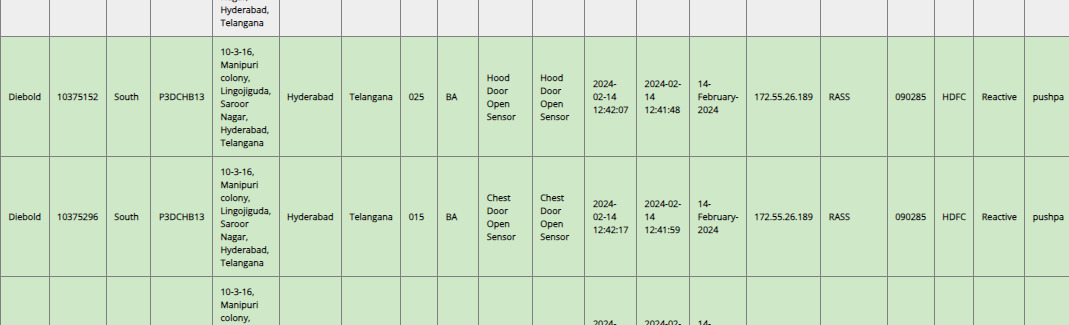 Hyderabad,
Telangana
Diebold 10375152 South P3DCHB13 10-3-16, Manipuri colony, Lingojiguda, Saroor Nagar, Hyderabad, Telangana Hyderabad Telangana 025 BA Hood Door Open Sensor Hood Door Open Sensor 2024-02-14 12:42:07 2024-02-14 12:41:48 14-February-2024 172.55.26.189 RASS 090285 HDFC Reactive pushpa
Diebold 10375296 South P3DCHB13 10-3-16, Manipuri colony, Lingojiguda, Saroor Nagar, Hyderabad, Telangana Hyderabad Telangana 015 BA Chest Door Open Sensor Chest Door Open Sensor 2024-02-14 12:42:17 2024-02-14 12:41:59 14-February-2024 172.55.26.189 RASS 090285 HDFC Reactive pushpa
10-3-16,
Manipuri
colony,
2024- 2024-02- 14-